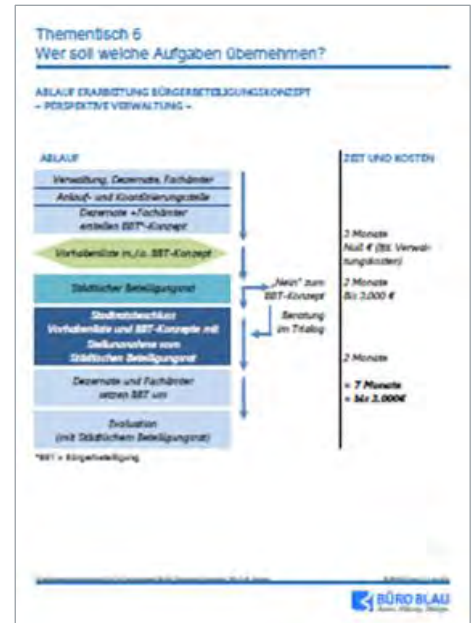 Thementisch 6
Wer soll welche Aufgaben übernehmen?
ABLAUF ERARBEITUNG BÜRGERBETEILIGUNGSKONZEPT
– PERSPEKTIVE VERWALTUNG –
ABLAUF
ZEIT UND KOSTEN
Verwaltung, Dezernate, Fachämter
Anlauf- und Koordinierungsstelle
Dezernate +Fachämter
erstellen BBT*-Konzept
Vorhabenliste m./o. BBT-Konzept
Städtischer Beteiligungsrat
Stadtratsbeschluss
Vorhabenliste und BBT-Konzepte mit
Stellungnahme vom
Städtischen Beteiligungsrat
Dezernate und Fachämter
setzen BBT um
Evaluation
(mit Städtischem Beteiligungsrat)
„Nein" zum
BBT-Konzept
Beratung
im Trialog
3 Monate
Null € (Bis. Verwal-
tungskosten)
2 Monate
Bis 3.000 €
2 Monate
= 7 Monate
= bis 3.000€
*BBT = Bürgerbeteiligung
BÜRO BLAU